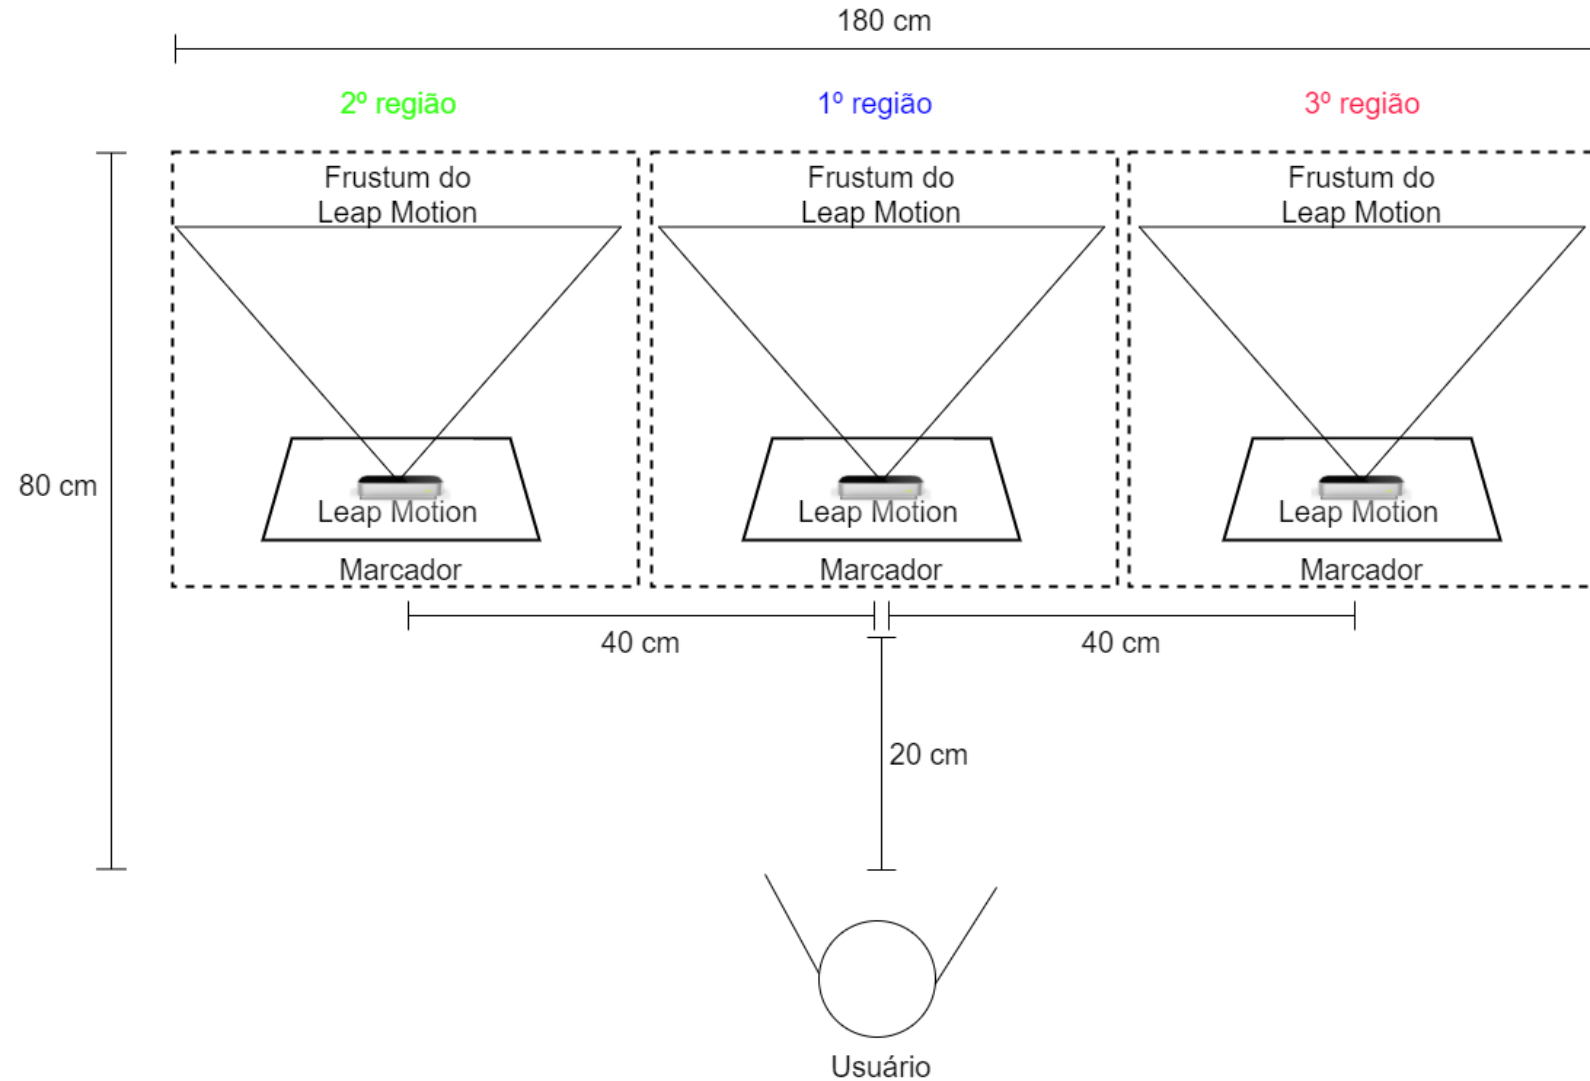 180 cm
2º região
1º região
3º região
Frustum do
Leap Motion
Frustum do
Leap Motion
Frustum do
Leap Motion
80 cm
Leap Motion
Leap Motion
Leap Motion
Marcador
Marcador
Marcador
40 cm
40 cm
20 cm
Usuário